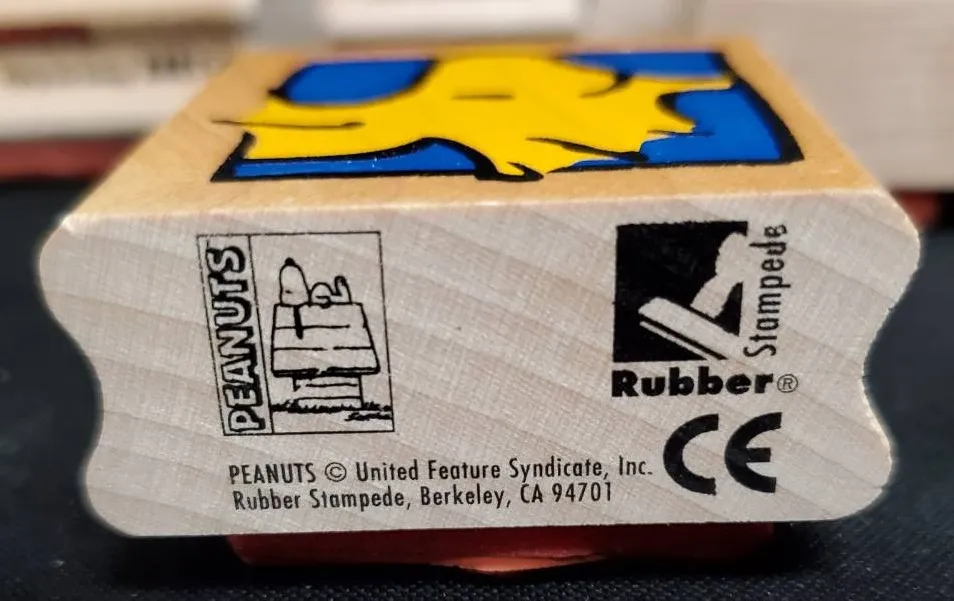 PEANUTS
Rubber®
Stampede
CE
PEANUTS © United Feature Syndicate, Inc.
Rubber Stampede, Berkeley, CA 94701